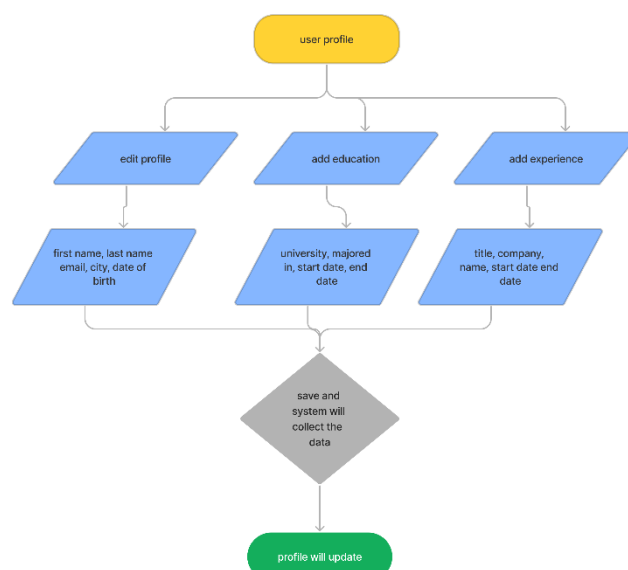 user profile
edit profile
add education
add experience
first name, last name
email, city, date of
birth
university, majored
in, start date, end
date
title, company,
name, start date end
date
save and
system will
collect the
data
profile will update